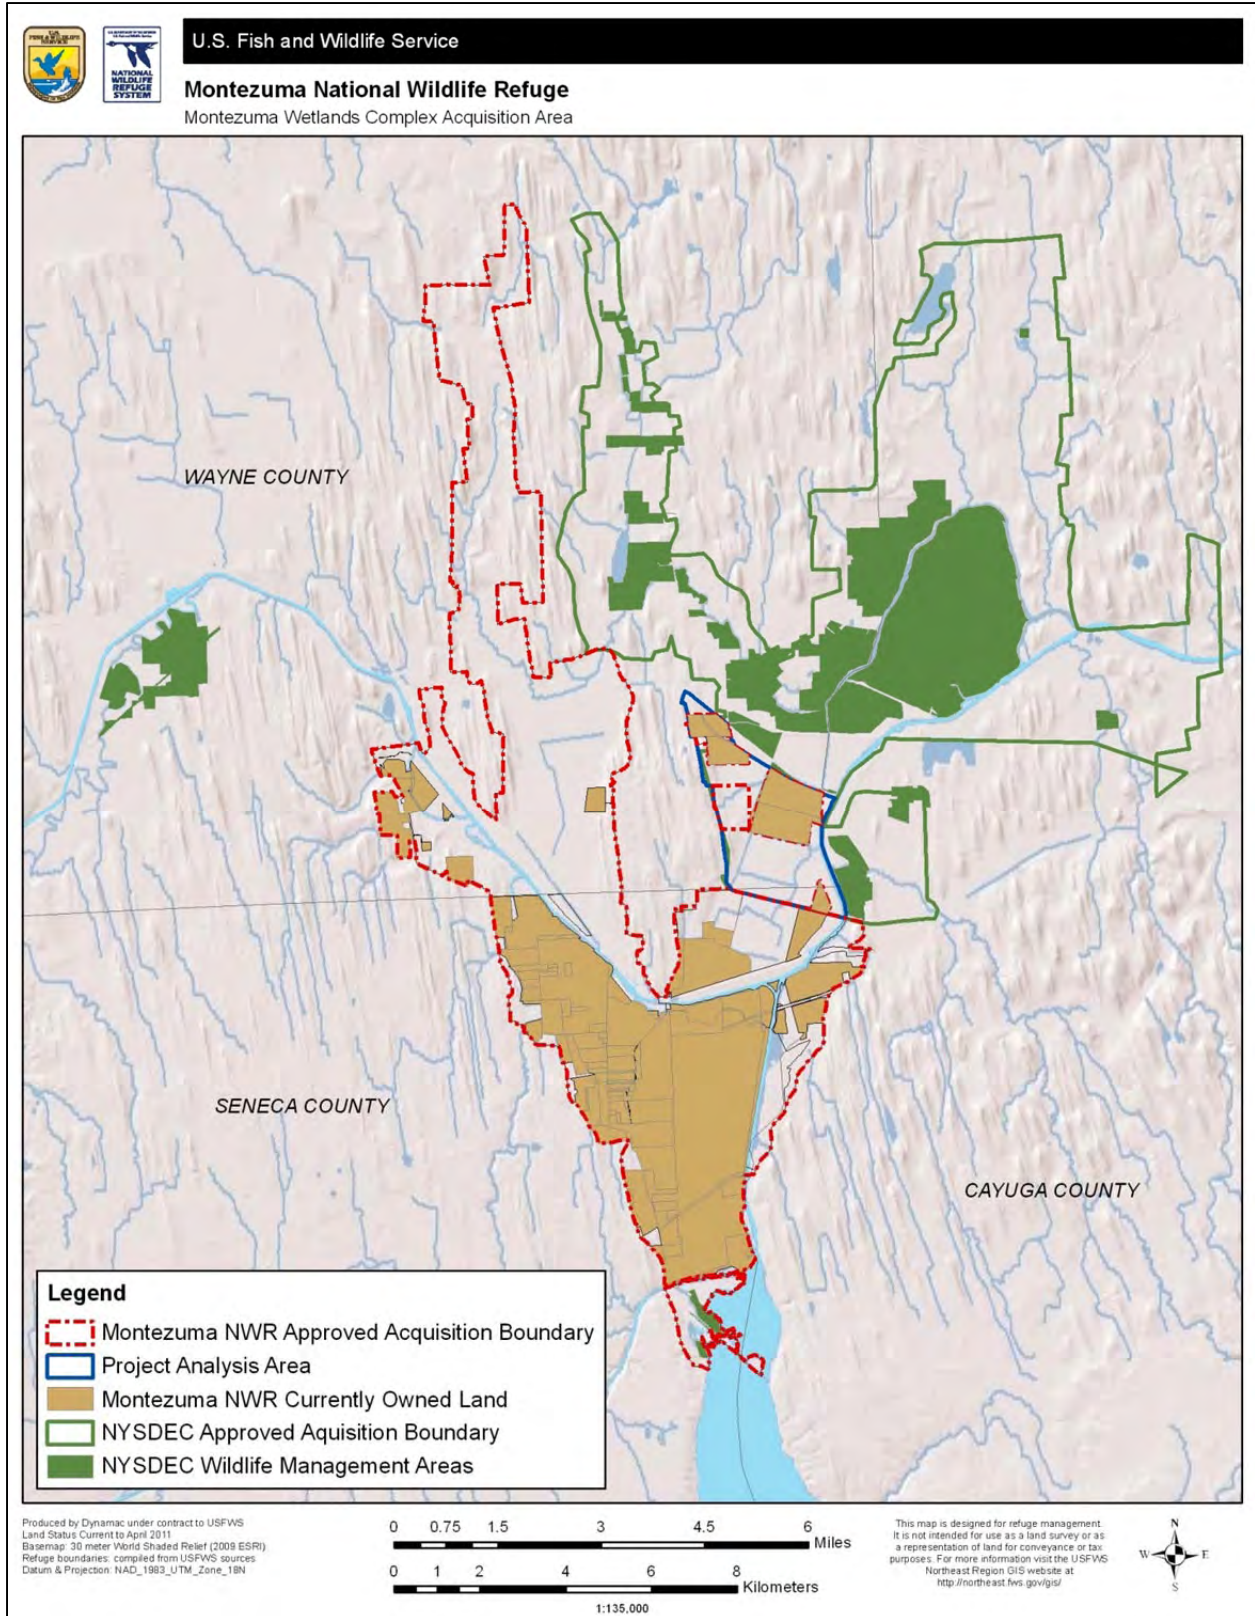 U.S.
FISH & WILDLIFE
SERVICE
NATIONAL
WILDLIFE
REFUGE
SYSTEM
U.S. Fish and Wildlife Service
Montezuma National Wildlife Refuge
Montezuma Wetlands Complex Acquisition Area
WAYNE COUNTY
SENECA COUNTY
CAYUGA COUNTY
Legend
Montezuma NWR Approved Acquisition Boundary
Project Analysis Area
Montezuma NWR Currently Owned Land
NYSDEC Approved Aquisition Boundary
NYSDEC Wildlife Management Areas
Produced by Dynamac under contract to USFWS
Land Status Current to April 2011
Basemap: 30 meter World Shaded Relief (2009 ESRI)
Refuge boundaries: compiled from USFWS sources
Datum & Projection: NAD_1983_UTM_Zone_18N
0 0.75 1.5 3 4.5 6
Miles
0 1 2 4 6 8
Kilometers
1:135,000
This map is designed for refuge management.
It is not intended for use as a land survey or as
a representation of land for conveyance or tax
purposes. For more information visit the USFWS
Northeast Region GIS website at
http://northeast.fws.gov/gis/
N
W E
S